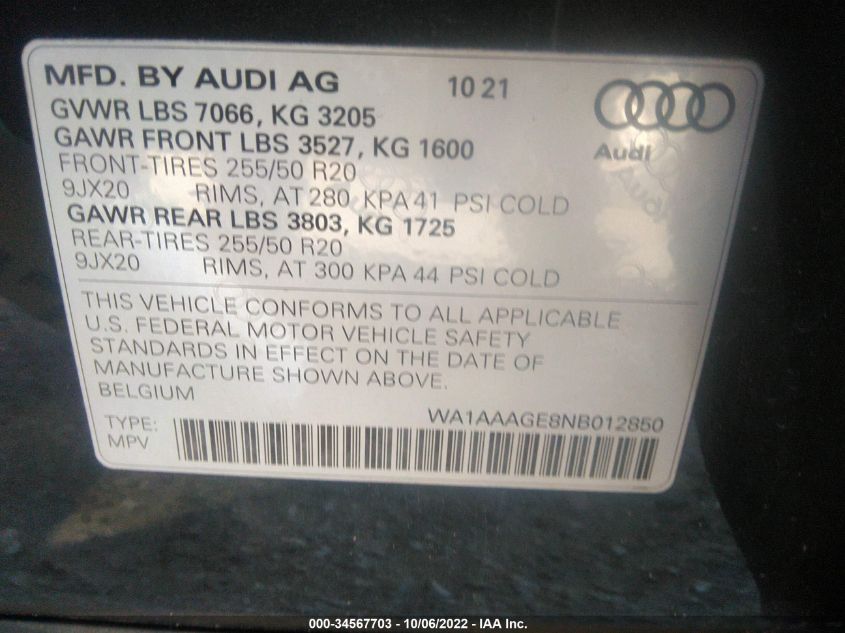 MFD. BY AUDI AG 10 21
GVWR LBS 7066, KG 3205
GAWR FRONT LBS 3527, KG 1600
FRONT-TIRES 255/50 R20
9JX20 RIMS, AT 280 KPA 41 PSI COLD
GAWR REAR LBS 3803, KG 1725
REAR-TIRES 255/50 R20
9JX20 RIMS, AT 300 KPA 44 PSI COLD
Audi
Audi
THIS VEHICLE CONFORMS TO ALL APPLICABLE
U.S. FEDERAL MOTOR VEHICLE SAFETY
STANDARDS IN EFFECT ON THE DATE OF
MANUFACTURE SHOWN ABOVE.
BELGIUM
WA1AAAGE8NB012850
TYPE:
MPV
000-34567703 - 10/06/2022 - IAA Inc.